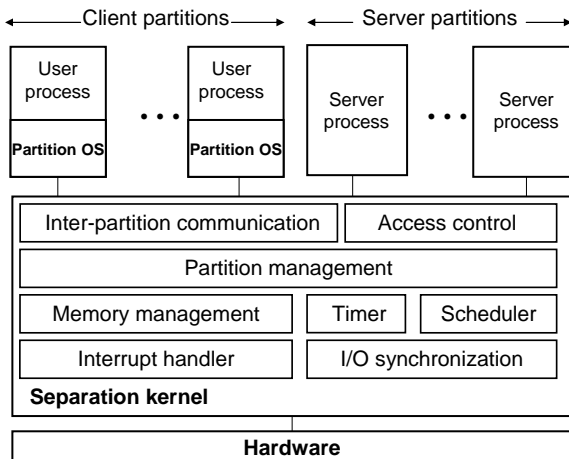 Client partitions Server partitions
User process User process Server process Server process
Partition OS Partition OS
Inter-partition communication Access control
Partition management
Memory management Timer Scheduler
Interrupt handler I/O synchronization
Separation kernel
Hardware